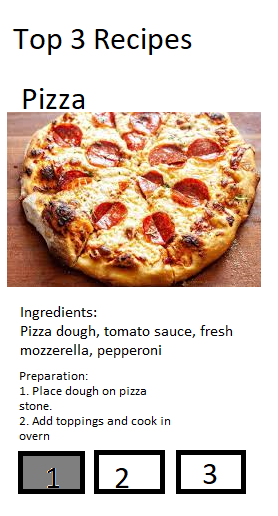 Top 3 Recipes
Pizza
Ingredients:
Pizza dough, tomato sauce, fresh
mozzerella, pepperoni
Preparation:
1. Place dough on pizza
stone.
2. Add toppings and cook in
overn
1 2 3